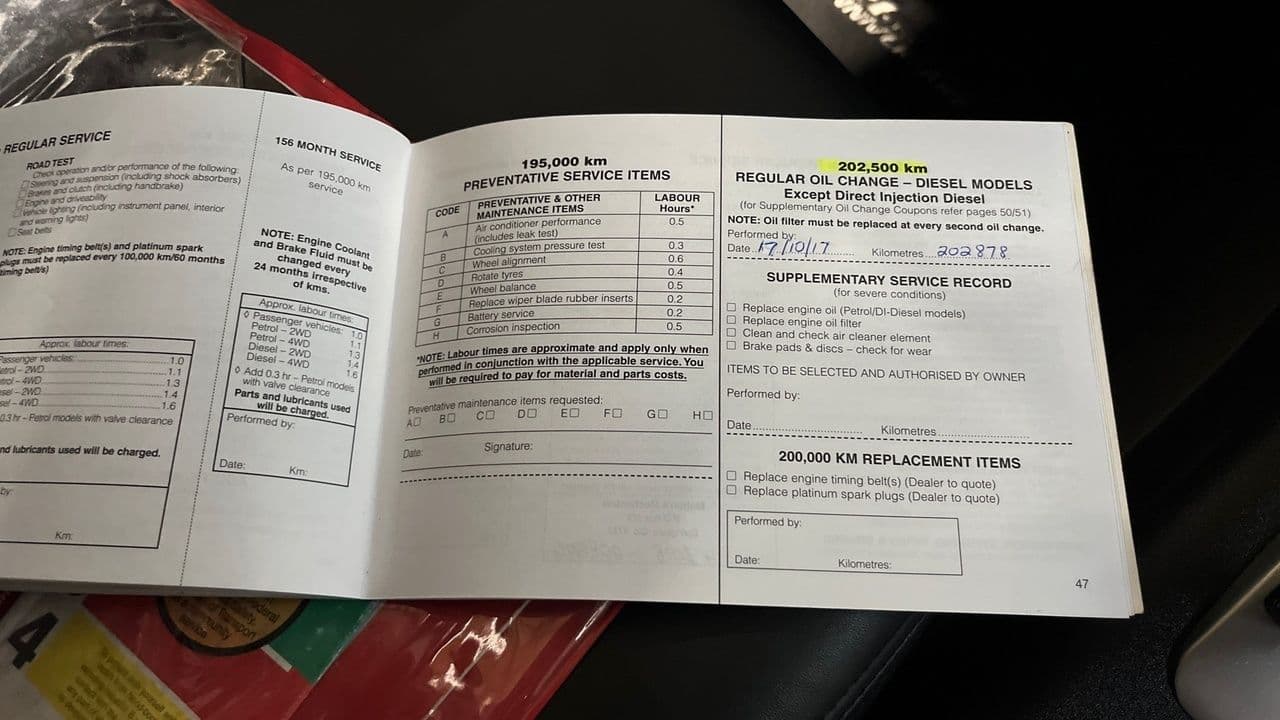 REGULAR SERVICE
ROAD TEST
Check operation and/or performance of the following:
☐ Steering and suspension (including shock absorbers)
☐ Brakes and clutch (including handbrake)
☐ Engine and driveability
☐ Vehicle lighting (including instrument panel, interior
and warning lights)
☐ Seat belts
NOTE: Engine timing belt(s) and platinum spark
plugs must be replaced every 100,000 km/60 months
Approx. labour times:
Passenger vehicles: 1.0
Petrol – 2WD 1.1
Petrol – 4WD 1.3
Diesel – 2WD 1.4
Diesel – 4WD 1.6
0.3 hr – Petrol models with valve clearance
and lubricants used will be charged.
by:
Km:
156 MONTH SERVICE
As per 195,000 km
service
NOTE: Engine Coolant
and Brake Fluid must be
changed every
24 months irrespective
of kms.
Approx. labour times:
◊ Passenger vehicles: 1.0
Petrol – 2WD 1.1
Petrol – 4WD 1.3
Diesel – 2WD 1.4
Diesel – 4WD 1.6
◊ Add 0.3 hr – Petrol models
with valve clearance
Parts and lubricants used
will be charged.
Performed by:
Date: Km:
195,000 km
PREVENTATIVE SERVICE ITEMS
CODE PREVENTATIVE & OTHER MAINTENANCE ITEMS LABOUR Hours*
A Air conditioner performance (includes leak test) 0.5
B Cooling system pressure test 0.3
C Wheel alignment 0.6
D Rotate tyres 0.4
E Wheel balance 0.5
F Replace wiper blade rubber inserts 0.2
G Battery service 0.2
H Corrosion inspection 0.5
*NOTE: Labour times are approximate and apply only when
performed in conjunction with the applicable service. You
will be required to pay for material and parts costs.
Preventative maintenance items requested:
A☐ B☐ C☐ D☐ E☐ F☐ G☐ H☐
Date: Signature:
202,500 km
REGULAR OIL CHANGE – DIESEL MODELS
Except Direct Injection Diesel
(for Supplementary Oil Change Coupons refer pages 50/51)
NOTE: Oil filter must be replaced at every second oil change.
Performed by:
Date 17/10/17 Kilometres 202878
SUPPLEMENTARY SERVICE RECORD
(for severe conditions)
☐ Replace engine oil (Petrol/DI-Diesel models)
☐ Replace engine oil filter
☐ Clean and check air cleaner element
☐ Brake pads & discs – check for wear
ITEMS TO BE SELECTED AND AUTHORISED BY OWNER
Performed by:
Date Kilometres
200,000 KM REPLACEMENT ITEMS
☐ Replace engine timing belt(s) (Dealer to quote)
☐ Replace platinum spark plugs (Dealer to quote)
Performed by:
Date: Kilometres:
47
4